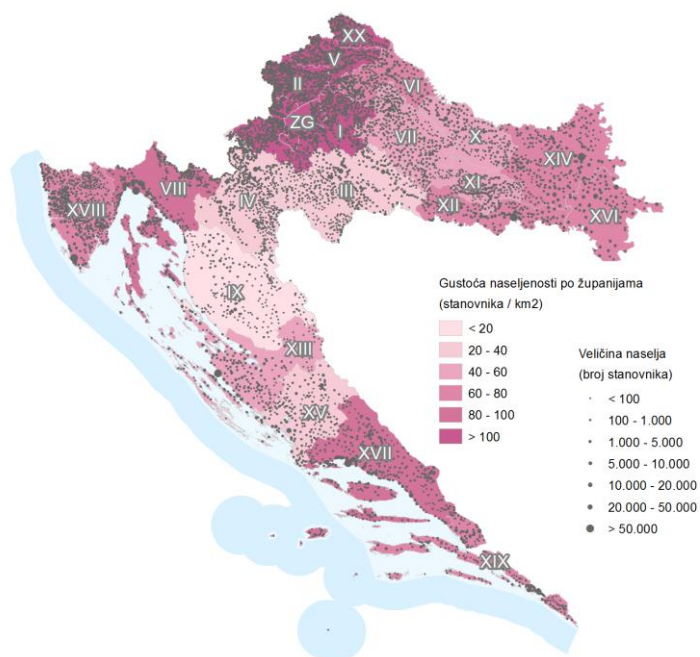 XX
V
II
VI
ZG
I
VII
X
XIV
VIII
XVIII
IV
III
XI
XII
XVI
IX
XIII
XV
XVII
XIX
Gustoća naseljenosti po županijama
(stanovnika / km2)
< 20
20 - 40
40 - 60
60 - 80
80 - 100
> 100
Veličina naselja
(broj stanovnika)
< 100
100 - 1.000
1.000 - 5.000
5.000 - 10.000
10.000 - 20.000
20.000 - 50.000
> 50.000